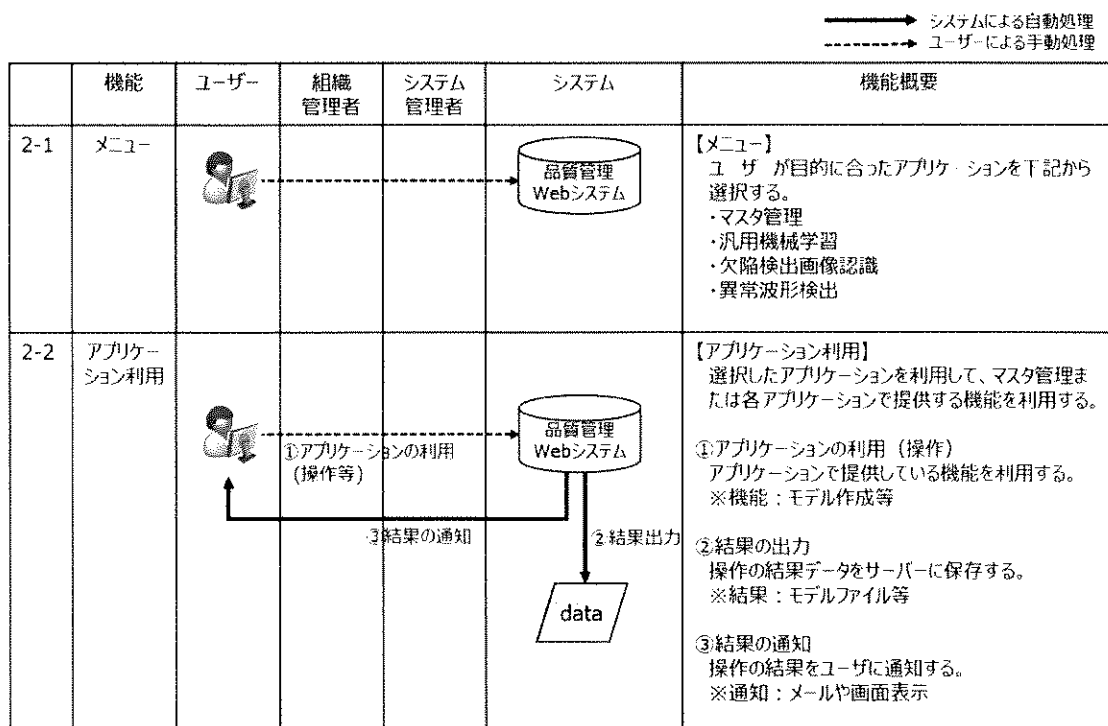 システムによる自動処理
ユーザーによる手動処理
機能
ユーザー
組織
管理者
システム
管理者
システム
機能概要
2-1
メニュー
品質管理
Webシステム
【メニュー】
ユ ザ が目的に合ったアプリケ ションを下記から
選択する。
・マスタ管理
・汎用機械学習
・欠陥検出画像認識
・異常波形検出
2-2
アプリケー
ション利用
品質管理
Webシステム
①アプリケーションの利用
(操作等)
③結果の通知
②結果出力
data
【アプリケーション利用】
選択したアプリケーションを利用して、マスタ管理ま
たは各アプリケーションで提供する機能を利用する。
①アプリケーションの利用（操作）
アプリケーションで提供している機能を利用する。
※機能：モデル作成等
②結果の出力
操作の結果データをサーバーに保存する。
※結果：モデルファイル等
③結果の通知
操作の結果をユーザに通知する。
※通知：メールや画面表示